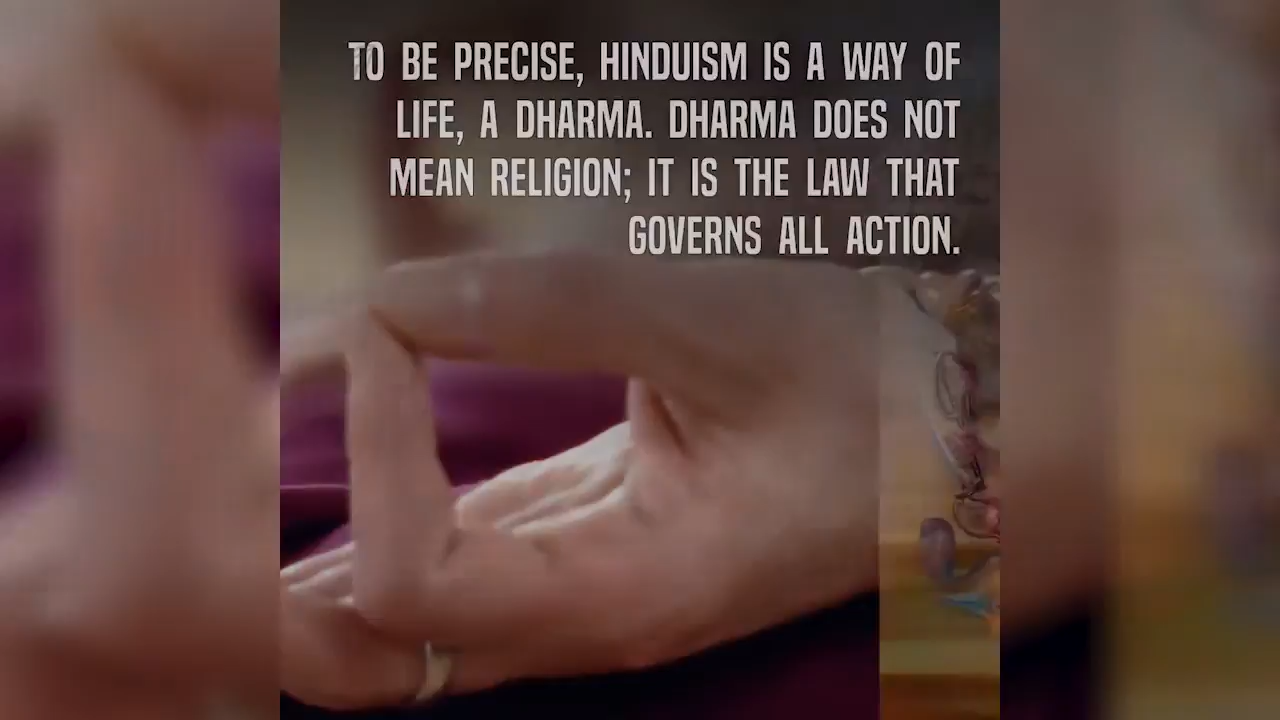 TO BE PRECISE, HINDUISM IS A WAY OF
LIFE, A DHARMA. DHARMA DOES NOT
MEAN RELIGION; IT IS THE LAW THAT
GOVERNS ALL ACTION.